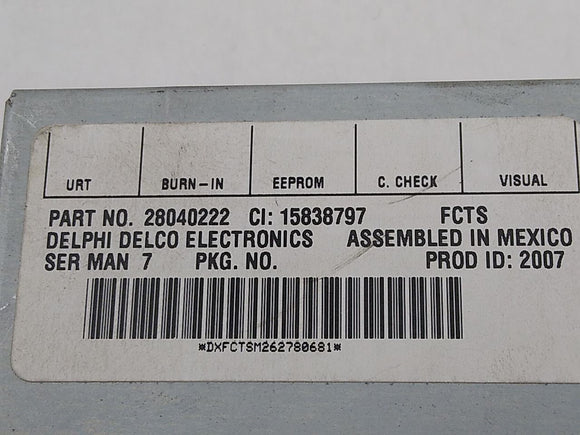 URT BURN-IN EEPROM C. CHECK VISUAL
PART NO. 28040222 CI: 15838797 FCTS
DELPHI DELCO ELECTRONICS ASSEMBLED IN MEXICO
SER MAN 7 PKG. NO. PROD ID: 2007
*DXFCTSM262780681*